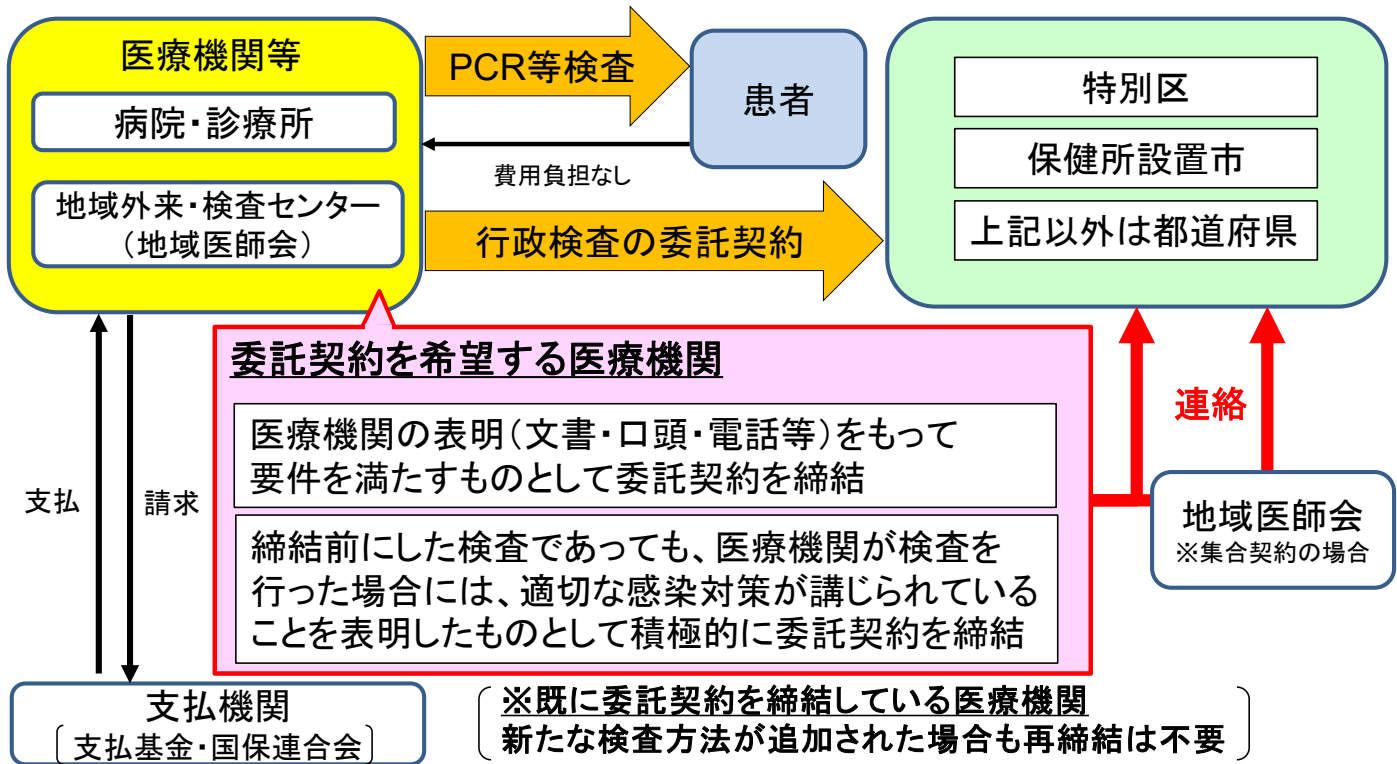 医療機関等
病院・診療所
地域外来・検査センター
（地域医師会）
PCR等検査
患者
費用負担なし
行政検査の委託契約
特別区
保健所設置市
上記以外は都道府県
委託契約を希望する医療機関
医療機関の表明（文書・口頭・電話等）をもって
要件を満たすものとして委託契約を締結
締結前にした検査であっても、医療機関が検査を
行った場合には、適切な感染対策が講じられている
ことを表明したものとして積極的に委託契約を締結
連絡
地域医師会
※集合契約の場合
支払
請求
支払機関
〔支払基金・国保連合会〕
※既に委託契約を締結している医療機関
新たな検査方法が追加された場合も再締結は不要